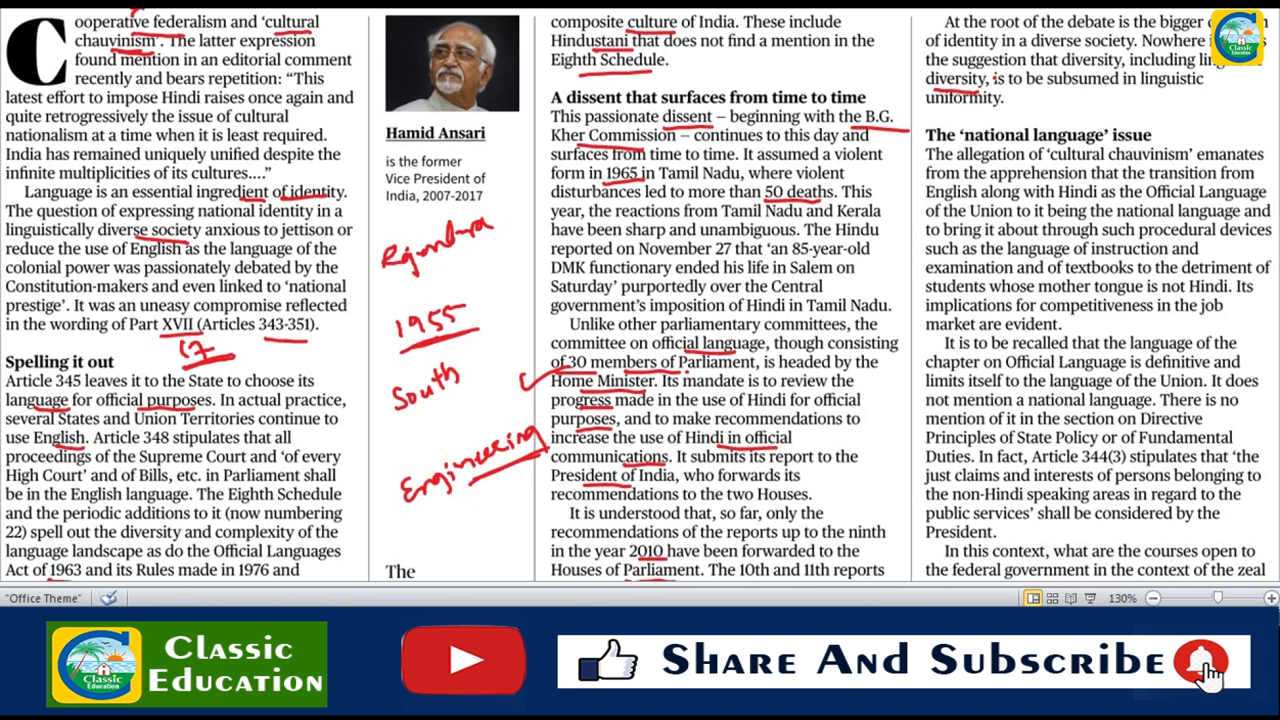 Cooperative federalism and ‘cultural
chauvinism’. The latter expression
found mention in an editorial comment
recently and bears repetition: “This
latest effort to impose Hindi raises once again and
quite retrogressively the issue of cultural
nationalism at a time when it is least required.
India has remained uniquely unified despite the
infinite multiplicities of its cultures....”
Language is an essential ingredient of identity.
The question of expressing national identity in a
linguistically diverse society anxious to jettison or
reduce the use of English as the language of the
colonial power was passionately debated by the
Constitution-makers and even linked to ‘national
prestige’. It was an uneasy compromise reflected
in the wording of Part XVII (Articles 343-351).
17
Spelling it out
Article 345 leaves it to the State to choose its
language for official purposes. In actual practice,
several States and Union Territories continue to
use English. Article 348 stipulates that all
proceedings of the Supreme Court and ‘of every
High Court’ and of Bills, etc. in Parliament shall
be in the English language. The Eighth Schedule
and the periodic additions to it (now numbering
22) spell out the diversity and complexity of the
language landscape as do the Official Languages
Act of 1963 and its Rules made in 1976 and
Hamid Ansari
is the former
Vice President of
India, 2007-2017
1955
South
Engineering
The
composite culture of India. These include
Hindustani that does not find a mention in the
Eighth Schedule.
A dissent that surfaces from time to time
This passionate dissent — beginning with the B.G.
Kher Commission — continues to this day and
surfaces from time to time. It assumed a violent
form in 1965 in Tamil Nadu, where violent
disturbances led to more than 50 deaths. This
year, the reactions from Tamil Nadu and Kerala
have been sharp and unambiguous. The Hindu
reported on November 27 that ‘an 85-year-old
DMK functionary ended his life in Salem on
Saturday’ purportedly over the Central
government’s imposition of Hindi in Tamil Nadu.
Unlike other parliamentary committees, the
committee on official language, though consisting
of 30 members of Parliament, is headed by the
Home Minister. Its mandate is to review the
progress made in the use of Hindi for official
purposes, and to make recommendations to
increase the use of Hindi in official
communications. It submits its report to the
President of India, who forwards its
recommendations to the two Houses.
It is understood that, so far, only the
recommendations of the reports up to the ninth
in the year 2010 have been forwarded to the
Houses of Parliament. The 10th and 11th reports
At the root of the debate is the bigger
of identity in a diverse society. Nowhere
the suggestion that diversity, including
diversity, is to be subsumed in linguistic
uniformity.
The ‘national language’ issue
The allegation of ‘cultural chauvinism’ emanates
from the apprehension that the transition from
English along with Hindi as the Official Language
of the Union to it being the national language and
to bring it about through such procedural devices
such as the language of instruction and
examination and of textbooks to the detriment of
students whose mother tongue is not Hindi. Its
implications for competitiveness in the job
market are evident.
It is to be recalled that the language of the
chapter on Official Language is definitive and
limits itself to the language of the Union. It does
not mention a national language. There is no
mention of it in the section on Directive
Principles of State Policy or of Fundamental
Duties. In fact, Article 344(3) stipulates that ‘the
just claims and interests of persons belonging to
the non-Hindi speaking areas in regard to the
public services’ shall be considered by the
President.
In this context, what are the courses open to
the federal government in the context of the zeal
Classic
Education
"Office Theme"
130%
Classic
Education
Classic
Education
Share And Subscribe